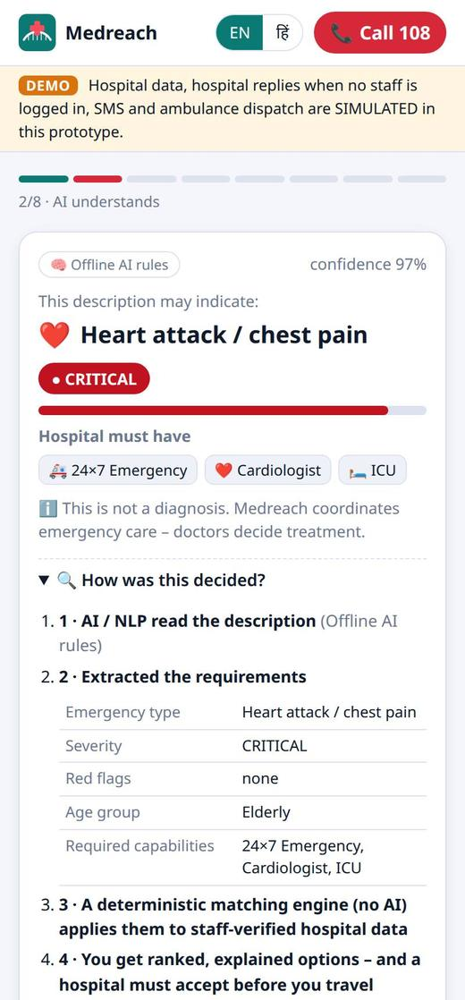 Medreach
EN
हिं
📞 Call 108
DEMO Hospital data, hospital replies when no staff is
logged in, SMS and ambulance dispatch are SIMULATED in
this prototype.
2/8 · AI understands
🧠 Offline AI rules
confidence 97%
This description may indicate:
❤️ Heart attack / chest pain
● CRITICAL
Hospital must have
🚑 24×7 Emergency
❤️ Cardiologist
🛏️ ICU
ℹ️ This is not a diagnosis. Medreach coordinates
emergency care – doctors decide treatment.
▼ 🔍 How was this decided?
1. 1 · AI / NLP read the description (Offline AI
rules)
2. 2 · Extracted the requirements
Emergency type Heart attack / chest pain
Severity CRITICAL
Red flags none
Age group Elderly
Required capabilities 24×7 Emergency,
Cardiologist, ICU
3. 3 · A deterministic matching engine (no AI)
applies them to staff-verified hospital data
4. 4 · You get ranked, explained options – and a
hospital must accept before you travel